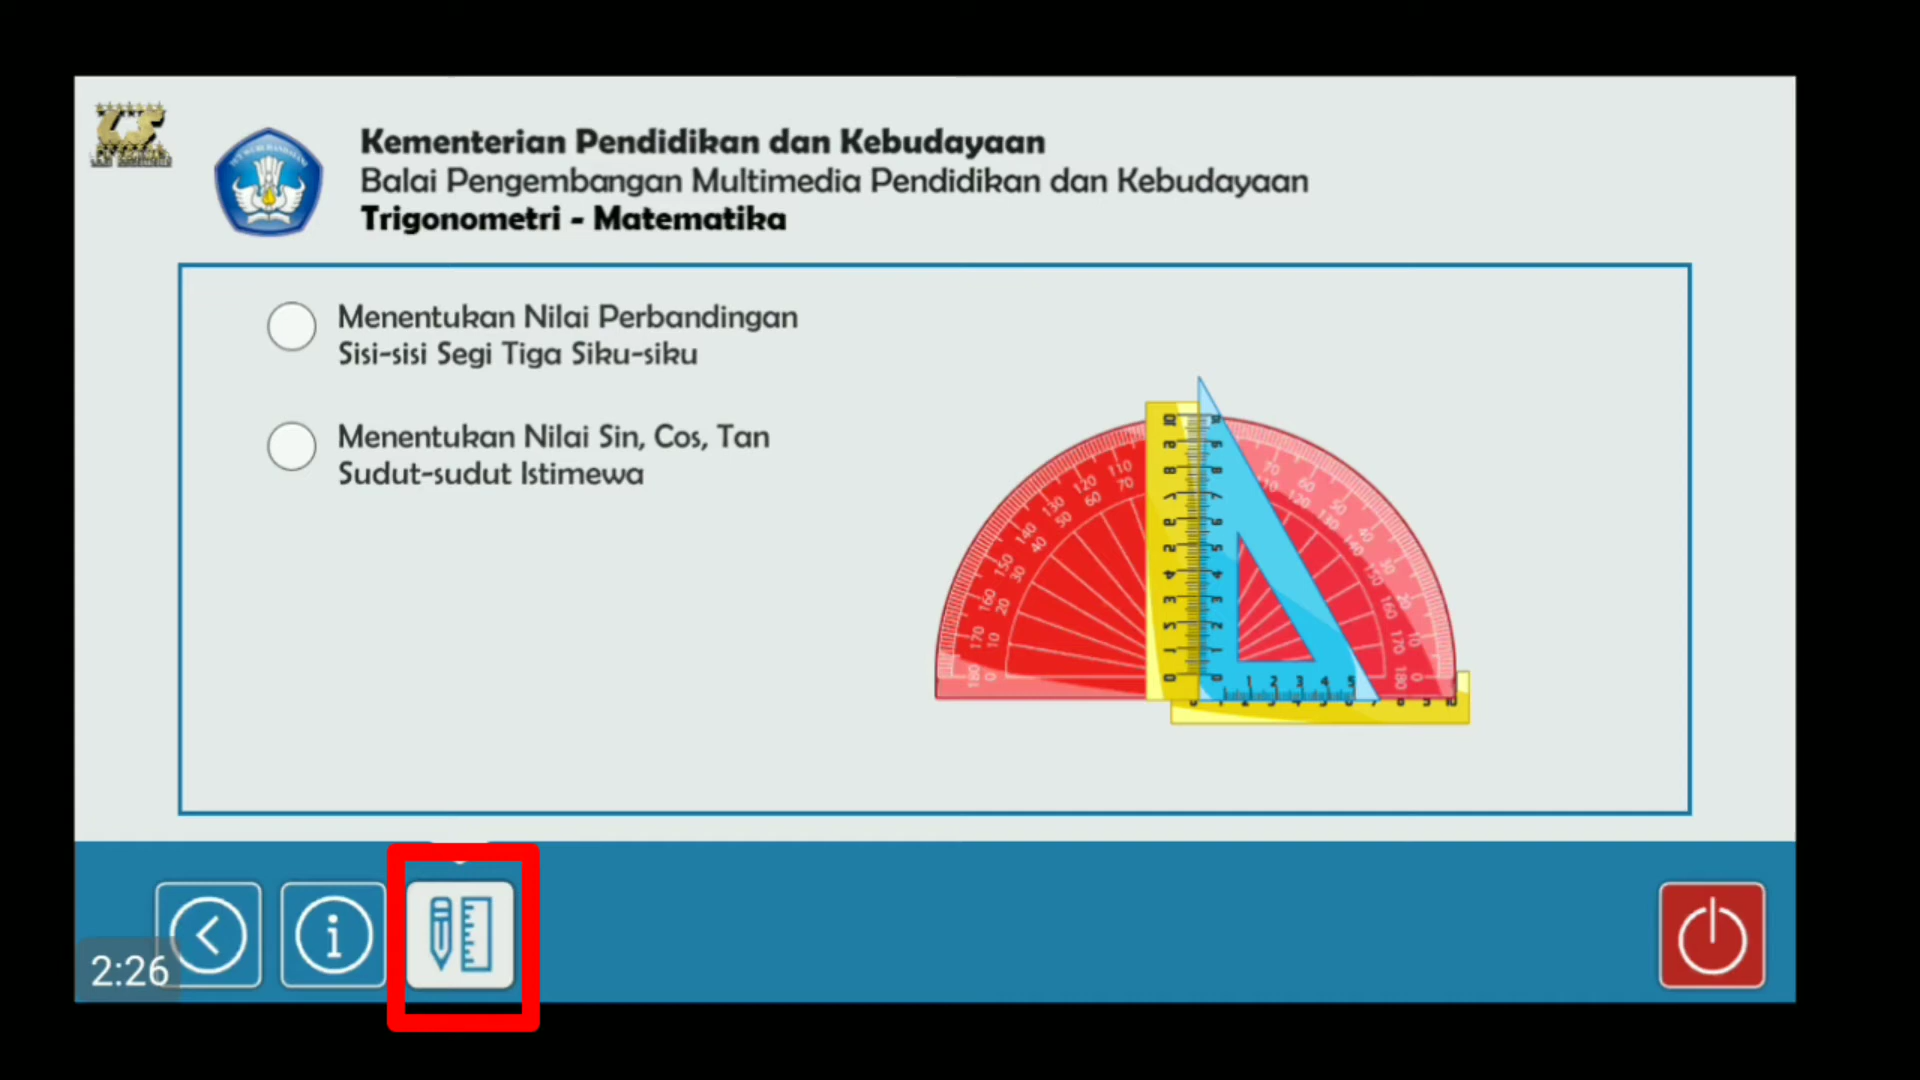 Kementerian Pendidikan dan Kebudayaan
Balai Pengembangan Multimedia Pendidikan dan Kebudayaan
Trigonometri - Matematika
Menentukan Nilai Perbandingan
Sisi-sisi Segi Tiga Siku-siku
Menentukan Nilai Sin, Cos, Tan
Sudut-sudut Istimewa
2:26